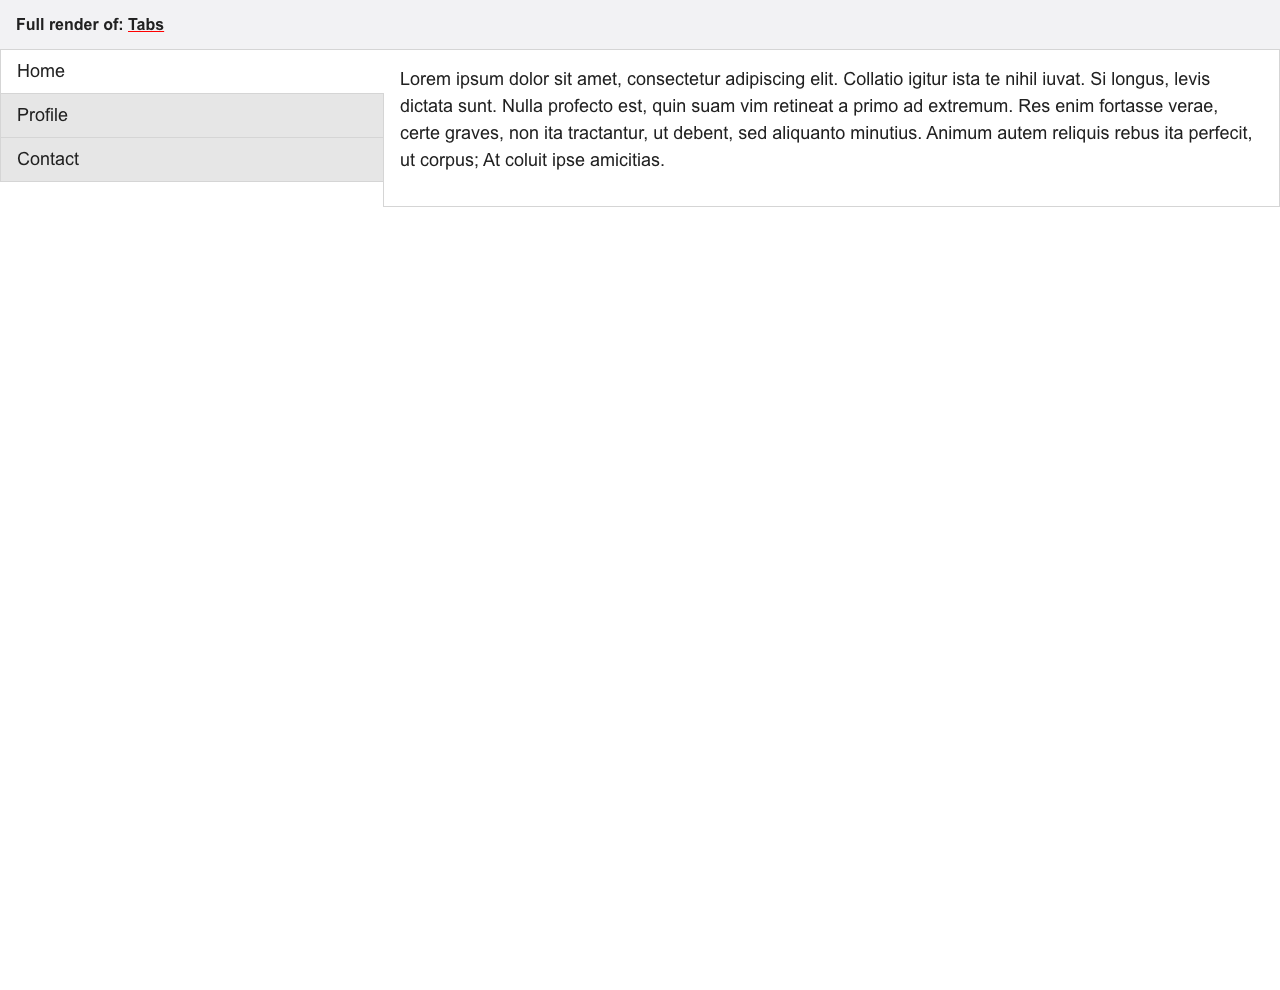 Full render of: Tabs
Home
Profile
Contact
Lorem ipsum dolor sit amet, consectetur adipiscing elit. Collatio igitur ista te nihil iuvat. Si longus, levis
dictata sunt. Nulla profecto est, quin suam vim retineat a primo ad extremum. Res enim fortasse verae,
certe graves, non ita tractantur, ut debent, sed aliquanto minutius. Animum autem reliquis rebus ita perfecit,
ut corpus; At coluit ipse amicitias.